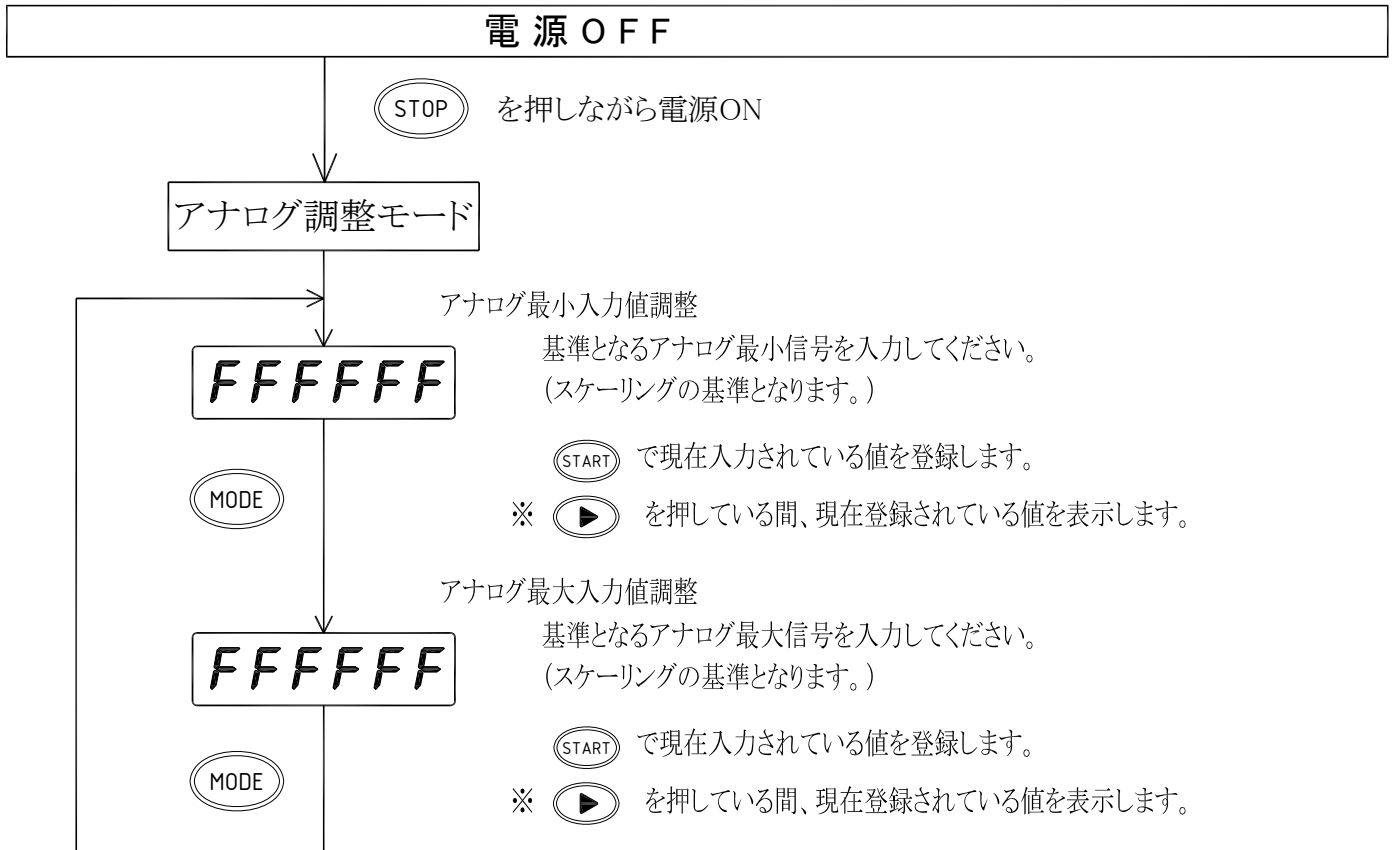 電源OFF
STOP を押しながら電源ON
アナログ調整モード
アナログ最小入力値調整
基準となるアナログ最小信号を入力してください。
FFFFFF
(スケーリングの基準となります。)
START で現在入力されている値を登録します。
MODE
※ ▶ を押している間、現在登録されている値を表示します。
アナログ最大入力値調整
基準となるアナログ最大信号を入力してください。
FFFFFF
(スケーリングの基準となります。)
START で現在入力されている値を登録します。
MODE
※ ▶ を押している間、現在登録されている値を表示します。